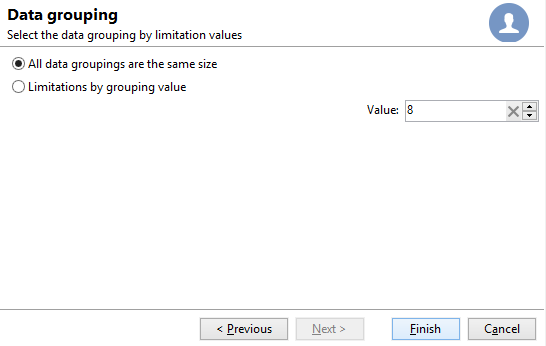 Data grouping
Select the data grouping by limitation values
All data groupings are the same size
Limitations by grouping value
Value: 8
< Previous Next > Finish Cancel